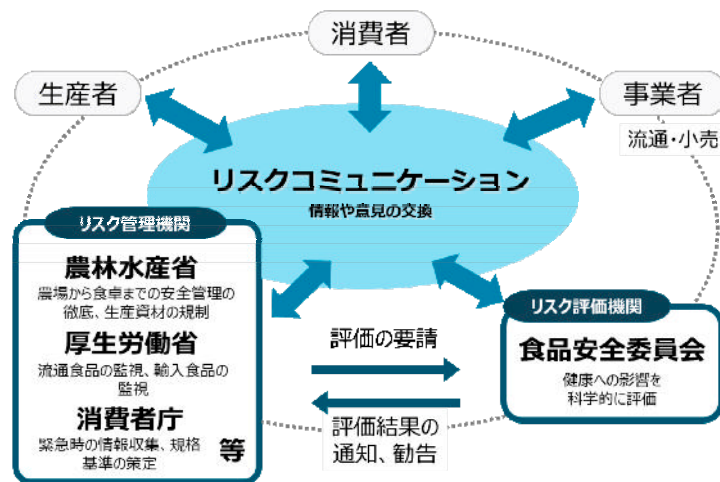 消費者
生産者
事業者
流通・小売
リスクコミュニケーション
情報や意見の交換
リスク管理機関
農林水産省
農場から食卓までの安全管理の
徹底、生産資材の規制
厚生労働省
流通食品の監視、輸入食品の
監視
消費者庁
緊急時の情報収集、規格
基準の策定
等
評価の要請
評価結果の
通知、勧告
リスク評価機関
食品安全委員会
健康への影響を
科学的に評価